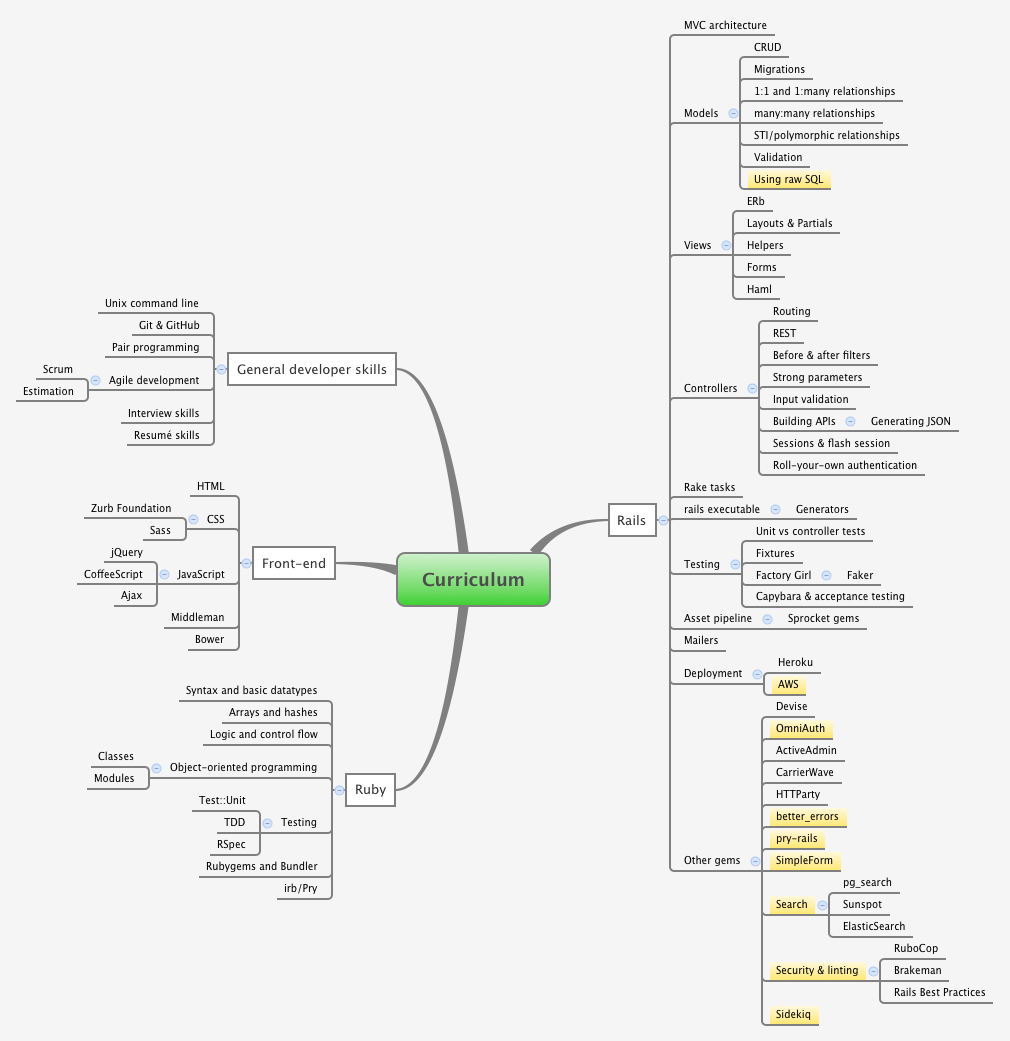 Curriculum
General developer skills
Unix command line
Git & GitHub
Pair programming
Agile development
Scrum
Estimation
Interview skills
Resumé skills
Front-end
HTML
CSS
Zurb Foundation
Sass
JavaScript
jQuery
CoffeeScript
Ajax
Middleman
Bower
Ruby
Syntax and basic datatypes
Arrays and hashes
Logic and control flow
Object-oriented programming
Classes
Modules
Testing
Test::Unit
TDD
RSpec
Rubygems and Bundler
irb/Pry
Rails
MVC architecture
Models
CRUD
Migrations
1:1 and 1:many relationships
many:many relationships
STI/polymorphic relationships
Validation
Using raw SQL
Views
ERb
Layouts & Partials
Helpers
Forms
Haml
Controllers
Routing
REST
Before & after filters
Strong parameters
Input validation
Building APIs
Generating JSON
Sessions & flash session
Roll-your-own authentication
Rake tasks
rails executable
Generators
Testing
Unit vs controller tests
Fixtures
Factory Girl
Faker
Capybara & acceptance testing
Asset pipeline
Sprocket gems
Mailers
Deployment
Heroku
AWS
Other gems
Devise
OmniAuth
ActiveAdmin
CarrierWave
HTTParty
better_errors
pry-rails
SimpleForm
Search
pg_search
Sunspot
ElasticSearch
Security & linting
RuboCop
Brakeman
Rails Best Practices
Sidekiq